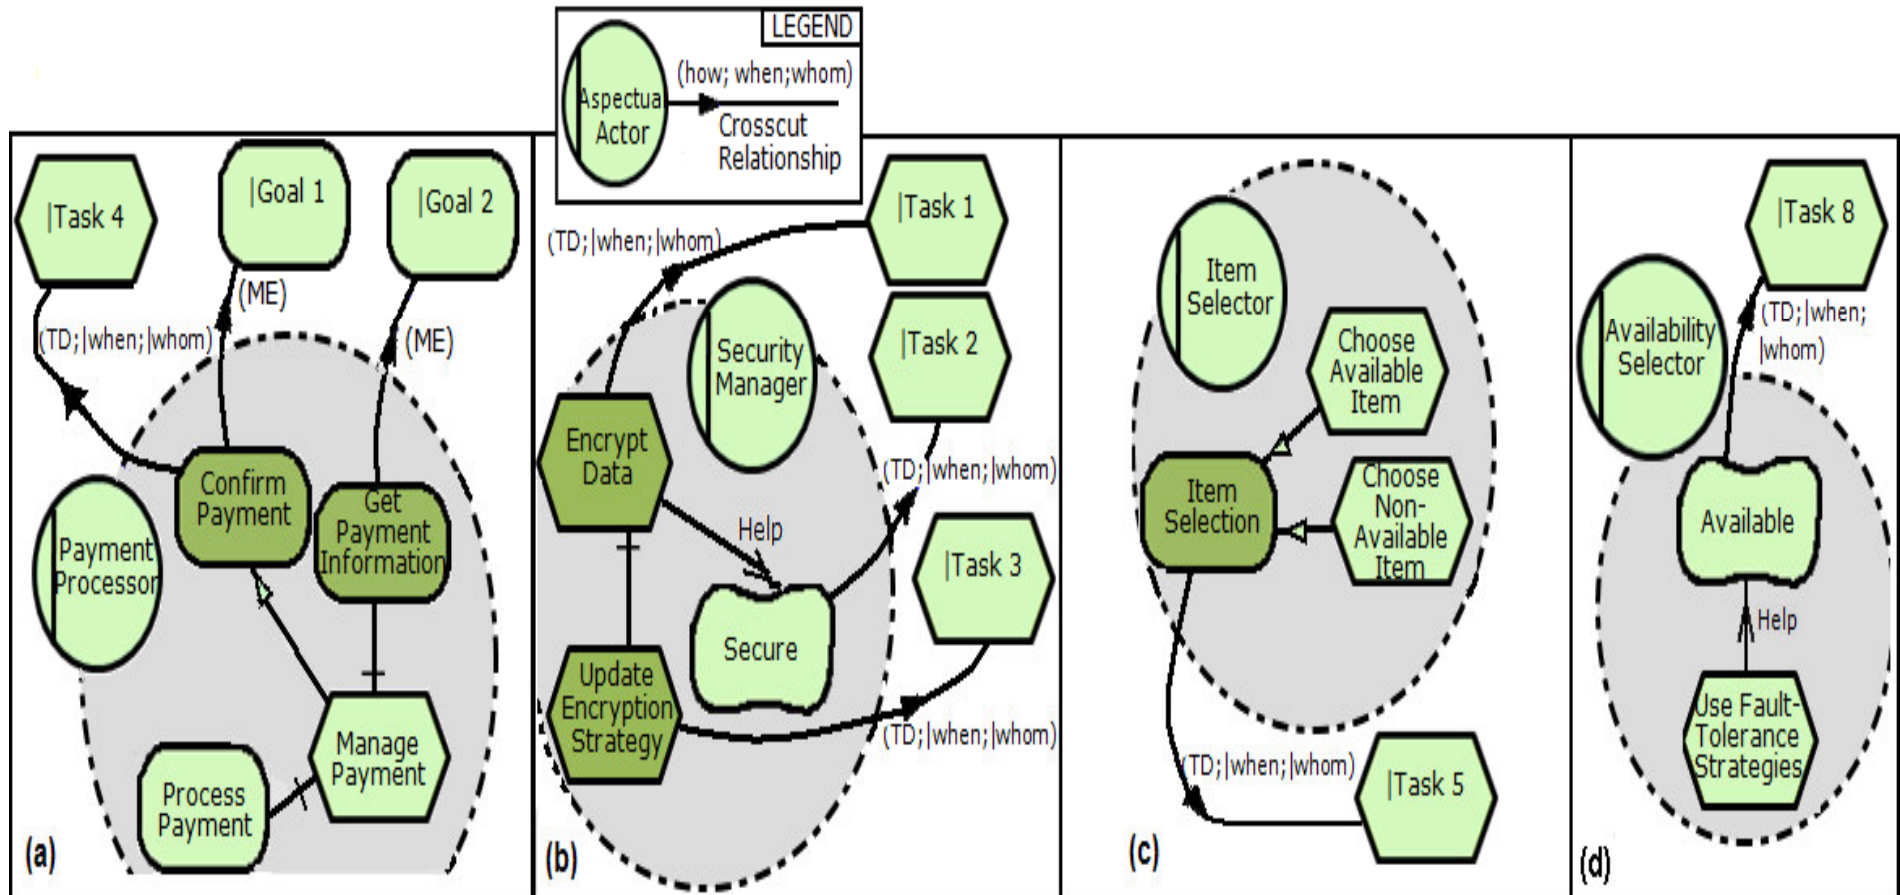 LEGEND
Aspectua
Actor
(how; when;whom)
Crosscut
Relationship
|Task 4
|Goal 1
|Goal 2
(ME)
(TD;|when;|whom)
(ME)
Confirm
Payment
Get
Payment
Information
Payment
Processor
Manage
Payment
Process
Payment
(a)
|Task 1
(TD;|when;|whom)
Security
Manager
|Task 2
Encrypt
Data
(TD;|when;|whom)
Help
|Task 3
Secure
Update
Encryption
Strategy
(TD;|when;|whom)
(b)
Item
Selector
Choose
Available
Item
Item
Selection
Choose
Non-
Available
Item
(TD;|when;|whom)
|Task 5
(c)
|Task 8
(TD;|when;
|whom)
Availability
Selector
Available
Help
Use Fault-
Tolerance
Strategies
(d)